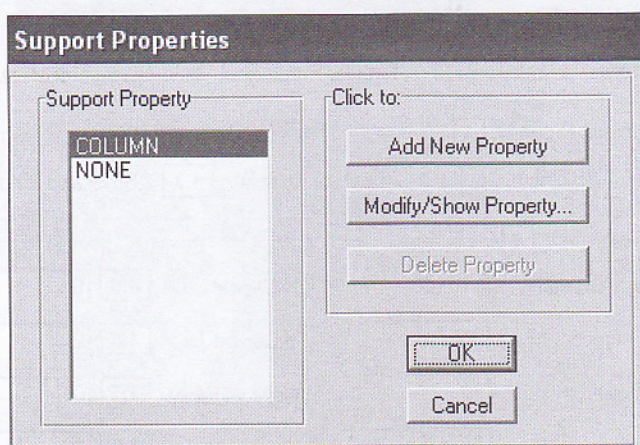 Support Properties
Support Property
COLUMN
NONE
Click to:
Add New Property
Modify/Show Property...
Delete Property
OK
Cancel